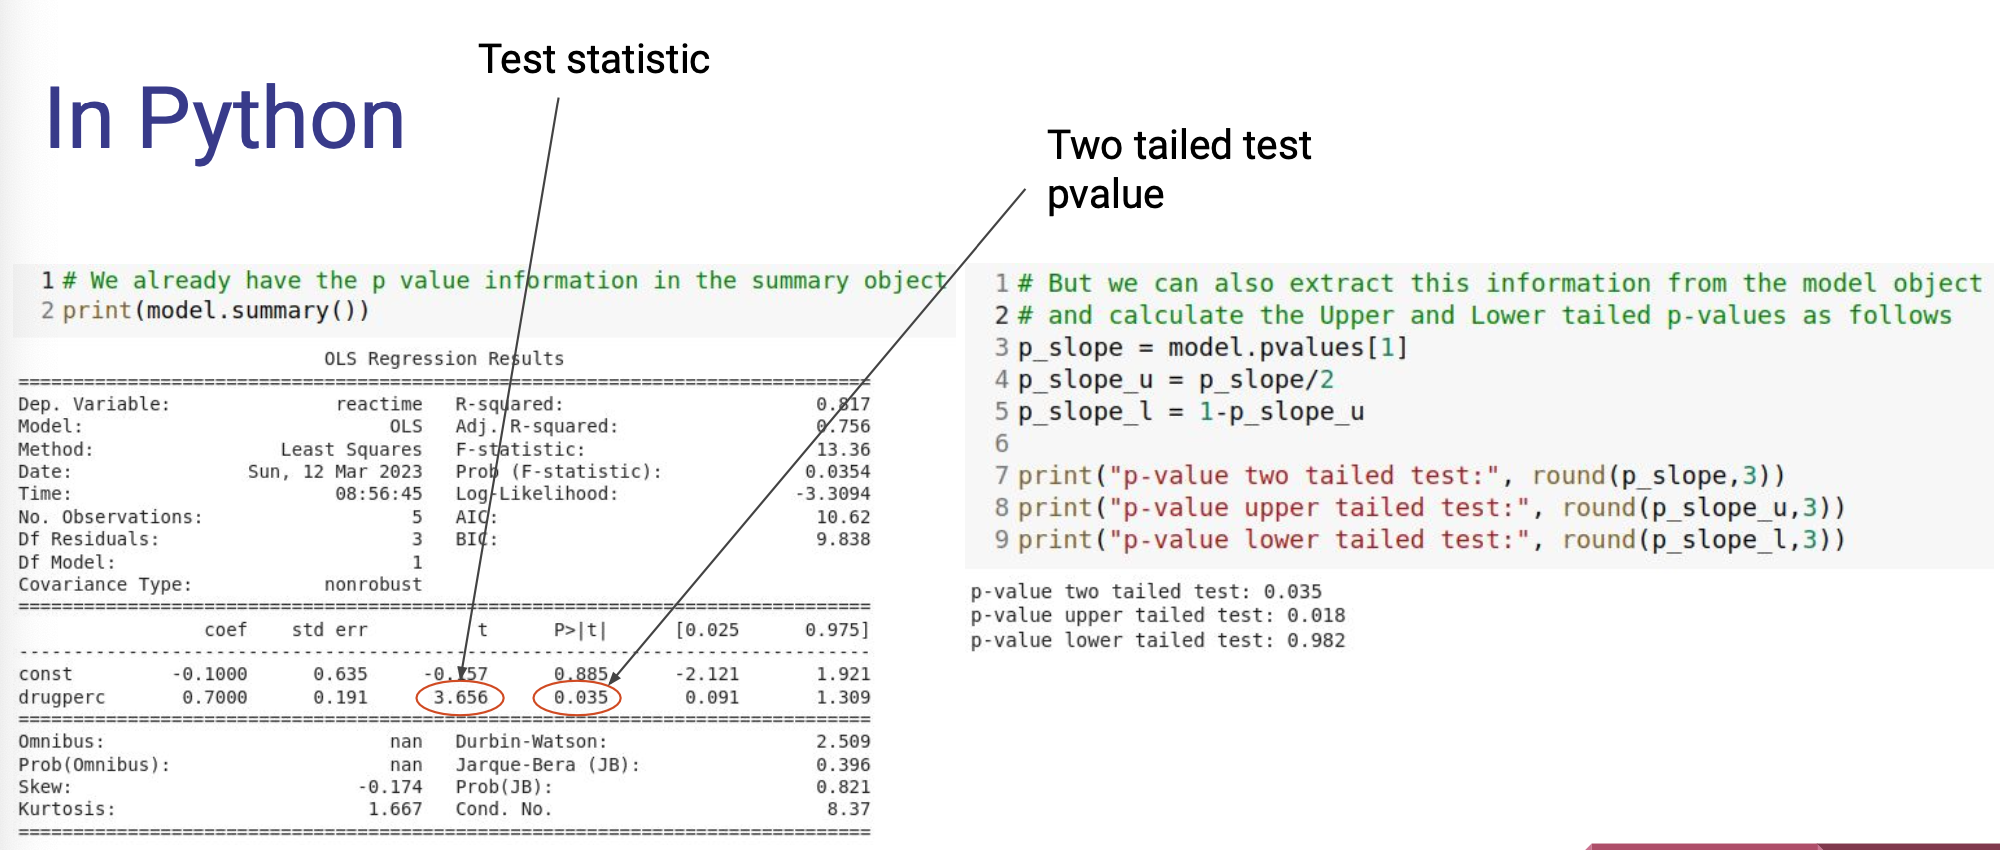 Test statistic
In Python
Two tailed test
pvalue
1 # We already have the p value information in the summary object
2 print(model.summary())
OLS Regression Results
==============================================================================
Dep. Variable: reactime R-squared: 0.817
Model: OLS Adj. R-squared: 0.756
Method: Least Squares F-statistic: 13.36
Date: Sun, 12 Mar 2023 Prob (F-statistic): 0.0354
Time: 08:56:45 Log-Likelihood: -3.3094
No. Observations: 5 AIC: 10.62
Df Residuals: 3 BIC: 9.838
Df Model: 1
Covariance Type: nonrobust
==============================================================================
coef std err t P>|t| [0.025 0.975]
------------------------------------------------------------------------------
const -0.1000 0.635 -0.157 0.885 -2.121 1.921
drugperc 0.7000 0.191 3.656 0.035 0.091 1.309
==============================================================================
Omnibus: nan Durbin-Watson: 2.509
Prob(Omnibus): nan Jarque-Bera (JB): 0.396
Skew: -0.174 Prob(JB): 0.821
Kurtosis: 1.667 Cond. No. 8.37
==============================================================================
1 # But we can also extract this information from the model object
2 # and calculate the Upper and Lower tailed p-values as follows
3 p_slope = model.pvalues[1]
4 p_slope_u = p_slope/2
5 p_slope_l = 1-p_slope_u
6
7 print("p-value two tailed test:", round(p_slope,3))
8 print("p-value upper tailed test:", round(p_slope_u,3))
9 print("p-value lower tailed test:", round(p_slope_l,3))
p-value two tailed test: 0.035
p-value upper tailed test: 0.018
p-value lower tailed test: 0.982